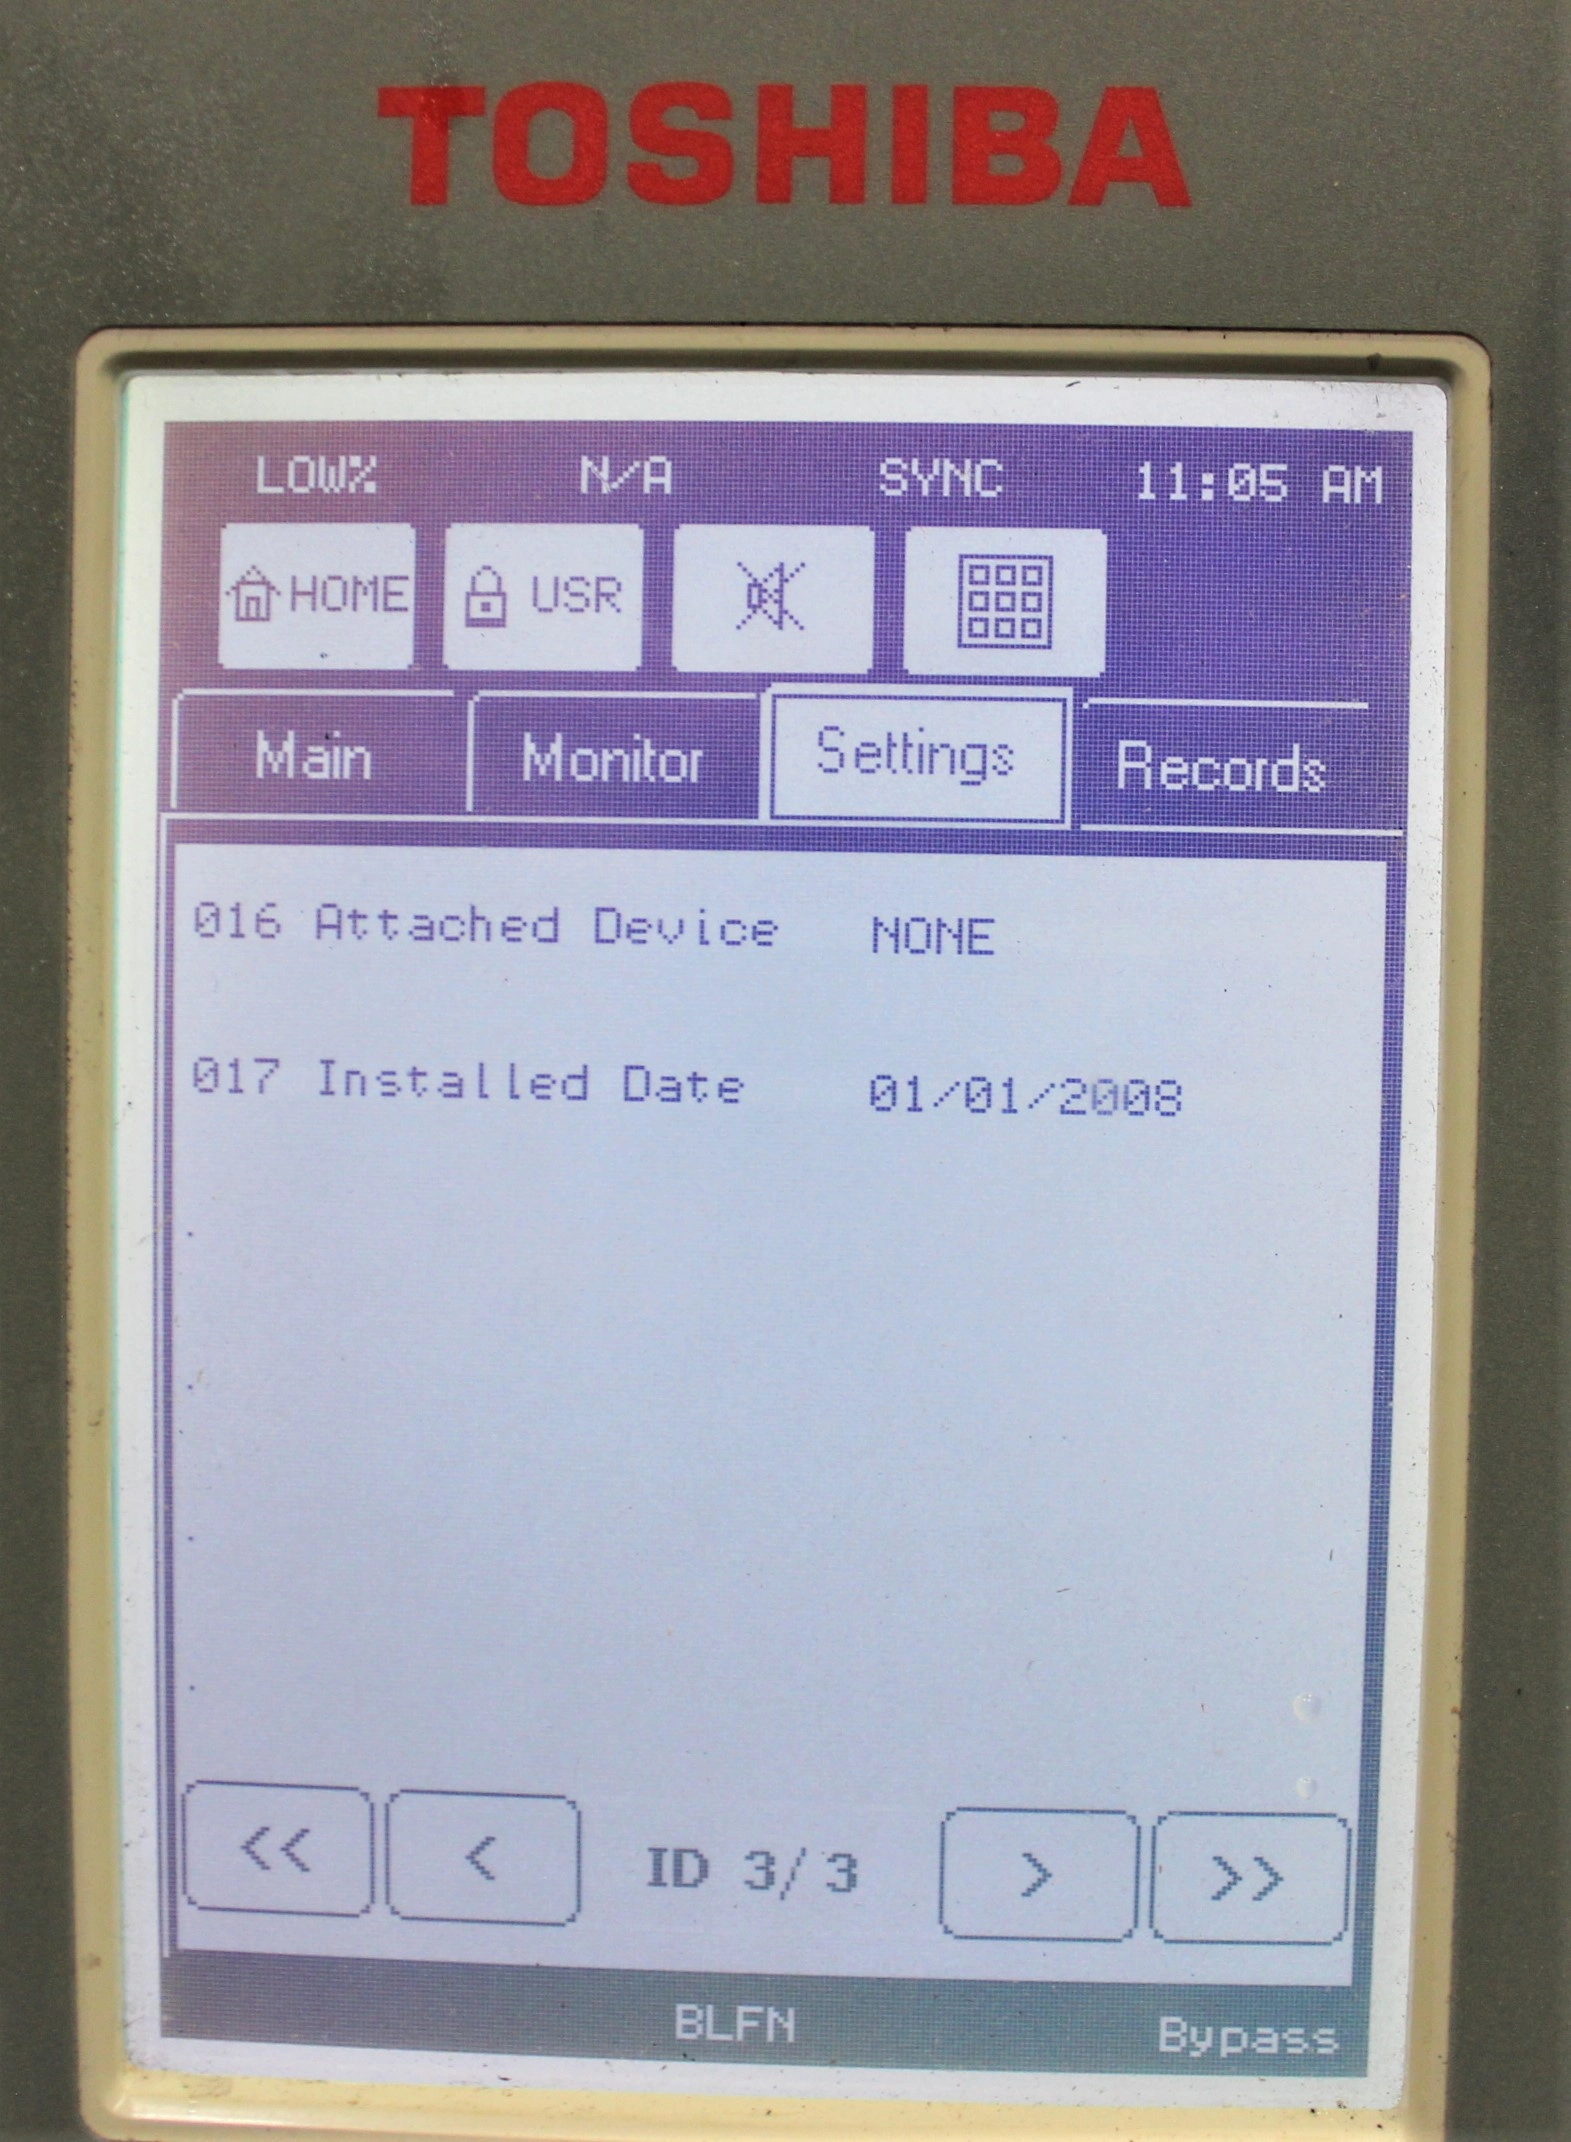 TOSHIBA
LOW% N/A SYNC 11:05 AM
HOME USR
Main Monitor Settings Records
016 Attached Device NONE
017 Installed Date 01/01/2008
<< < ID 3/3 > >>
BLFN Bypass